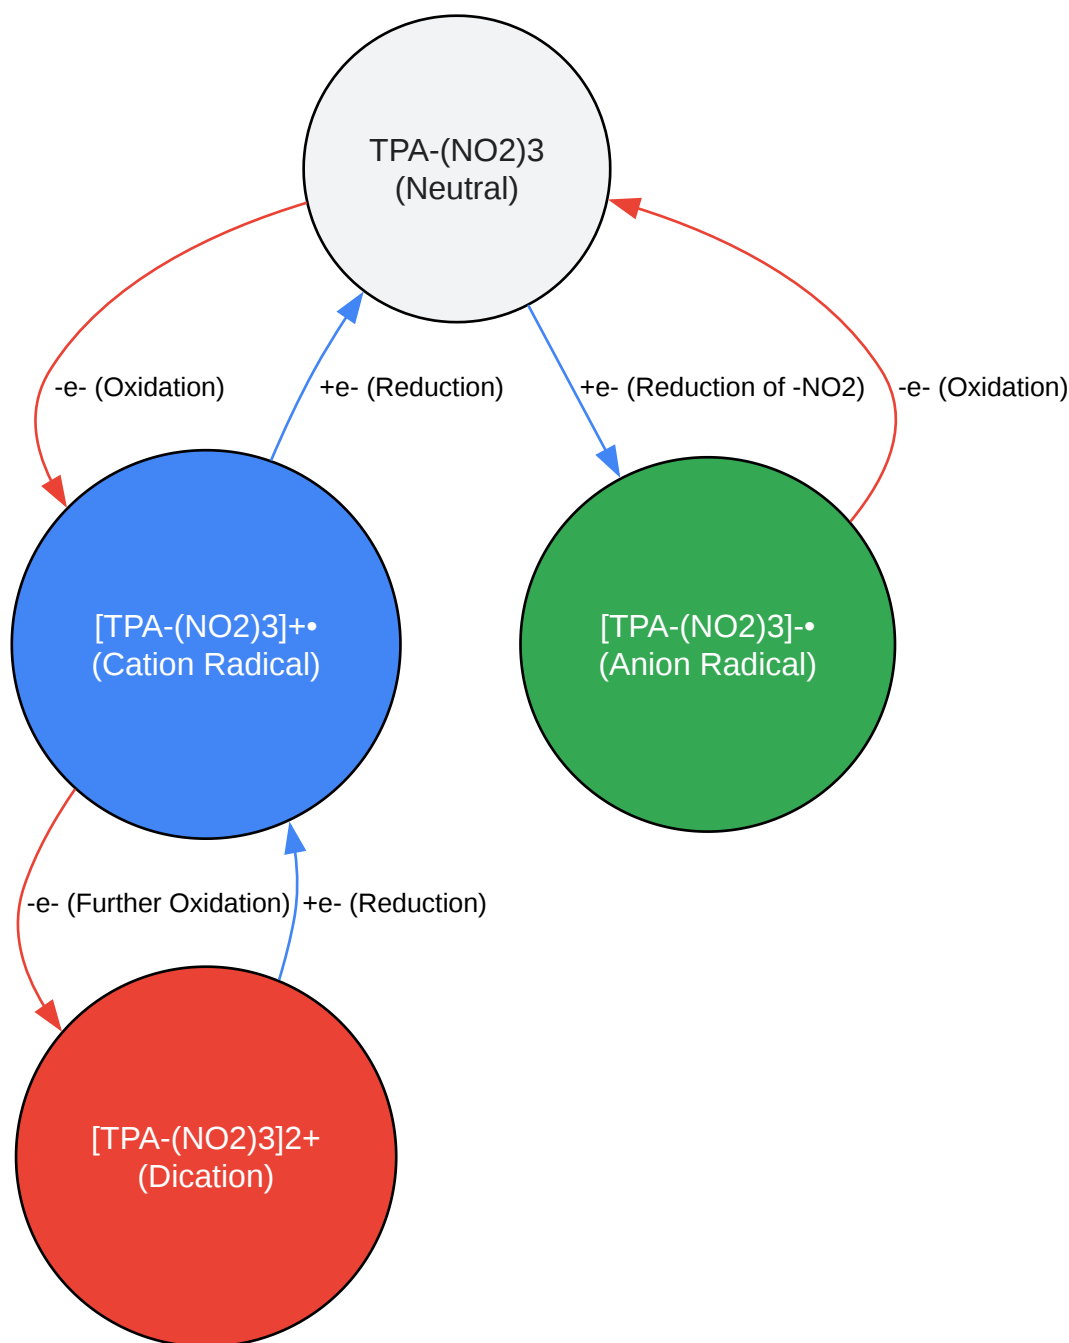 TPA-(NO2)3
(Neutral)
-e- (Oxidation)
+e- (Reduction)
+e- (Reduction of -NO2)
-e- (Oxidation)
[TPA-(NO2)3]+•
(Cation Radical)
[TPA-(NO2)3]-•
(Anion Radical)
-e- (Further Oxidation)
+e- (Reduction)
[TPA-(NO2)3]2+
(Dication)